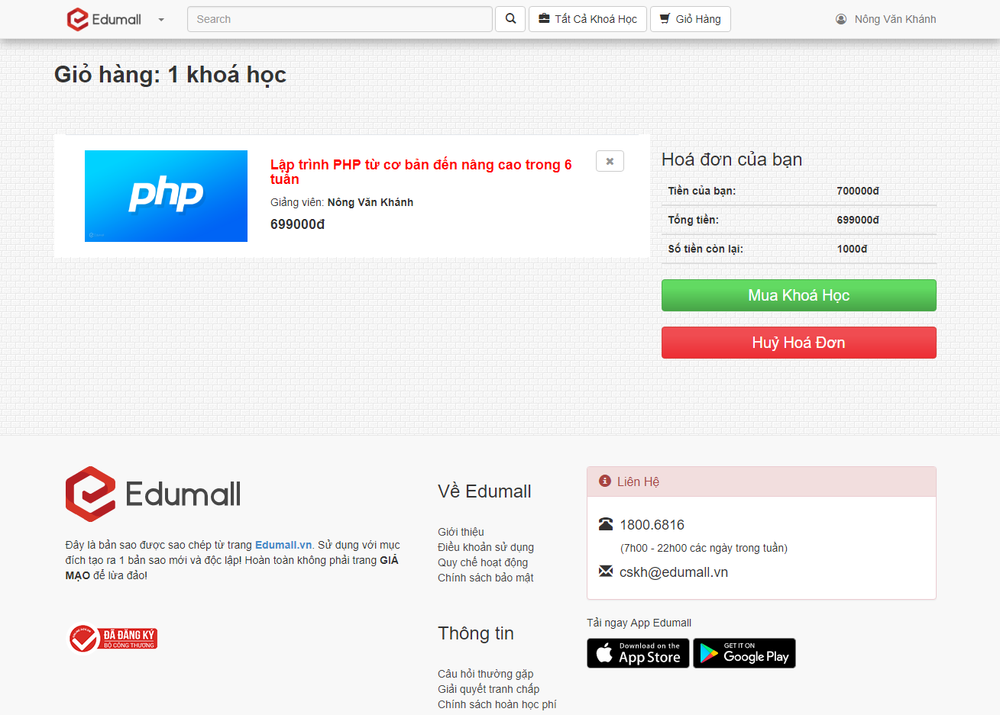 Edumall
Search
Tất Cả Khoá Học
Giỏ Hàng
Nông Văn Khánh
Giỏ hàng: 1 khoá học
php
Lập trình PHP từ cơ bản đến nâng cao trong 6
tuần
Giảng viên: Nông Văn Khánh
699000đ
Hoá đơn của bạn
Tiền của bạn: 700000đ
Tổng tiền: 699000đ
Số tiền còn lại: 1000đ
Mua Khoá Học
Huỷ Hoá Đơn
Edumall
Đây là bản sao được sao chép từ trang Edumall.vn. Sử dụng với mục
đích tạo ra 1 bản sao mới và độc lập! Hoàn toàn không phải trang GIẢ
MẠO để lừa đảo!
ĐÃ ĐĂNG KÝ
BỘ CÔNG THƯƠNG
Về Edumall
Giới thiệu
Điều khoản sử dụng
Quy chế hoạt động
Chính sách bảo mật
Thông tin
Câu hỏi thường gặp
Giải quyết tranh chấp
Chính sách hoàn học phí
Liên Hệ
1800.6816
(7h00 - 22h00 các ngày trong tuần)
cskh@edumall.vn
Tải ngay App Edumall
Download on the
App Store
GET IT ON
Google Play